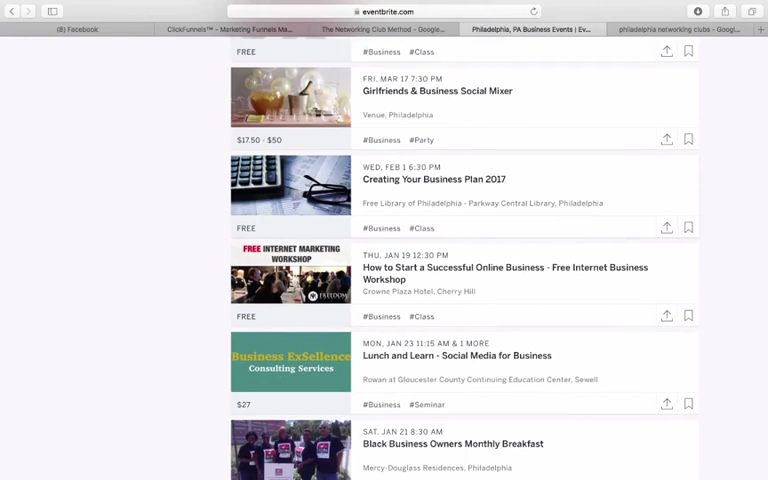 eventbrite.com
(8) Facebook
ClickFunnels™ – Marketing Funnels Ma...
The Networking Club Method - Google...
Philadelphia, PA Business Events | Ev...
philadelphia networking clubs - Googl...
FREE
#Business #Class
FRI, MAR 17 7:30 PM
Girlfriends & Business Social Mixer
Venue, Philadelphia
$17.50 - $50
#Business #Party
WED, FEB 1 6:30 PM
Creating Your Business Plan 2017
Free Library of Philadelphia - Parkway Central Library, Philadelphia
FREE
#Business #Class
FREE INTERNET MARKETING
WORKSHOP
FREEDOM
THU, JAN 19 12:30 PM
How to Start a Successful Online Business - Free Internet Business
Workshop
Crowne Plaza Hotel, Cherry Hill
FREE
#Business #Class
Business ExSellence
Consulting Services
MON, JAN 23 11:15 AM & 1 MORE
Lunch and Learn - Social Media for Business
Rowan at Gloucester County Continuing Education Center, Sewell
$27
#Business #Seminar
SAT, JAN 21 8:30 AM
Black Business Owners Monthly Breakfast
Mercy-Douglass Residences, Philadelphia